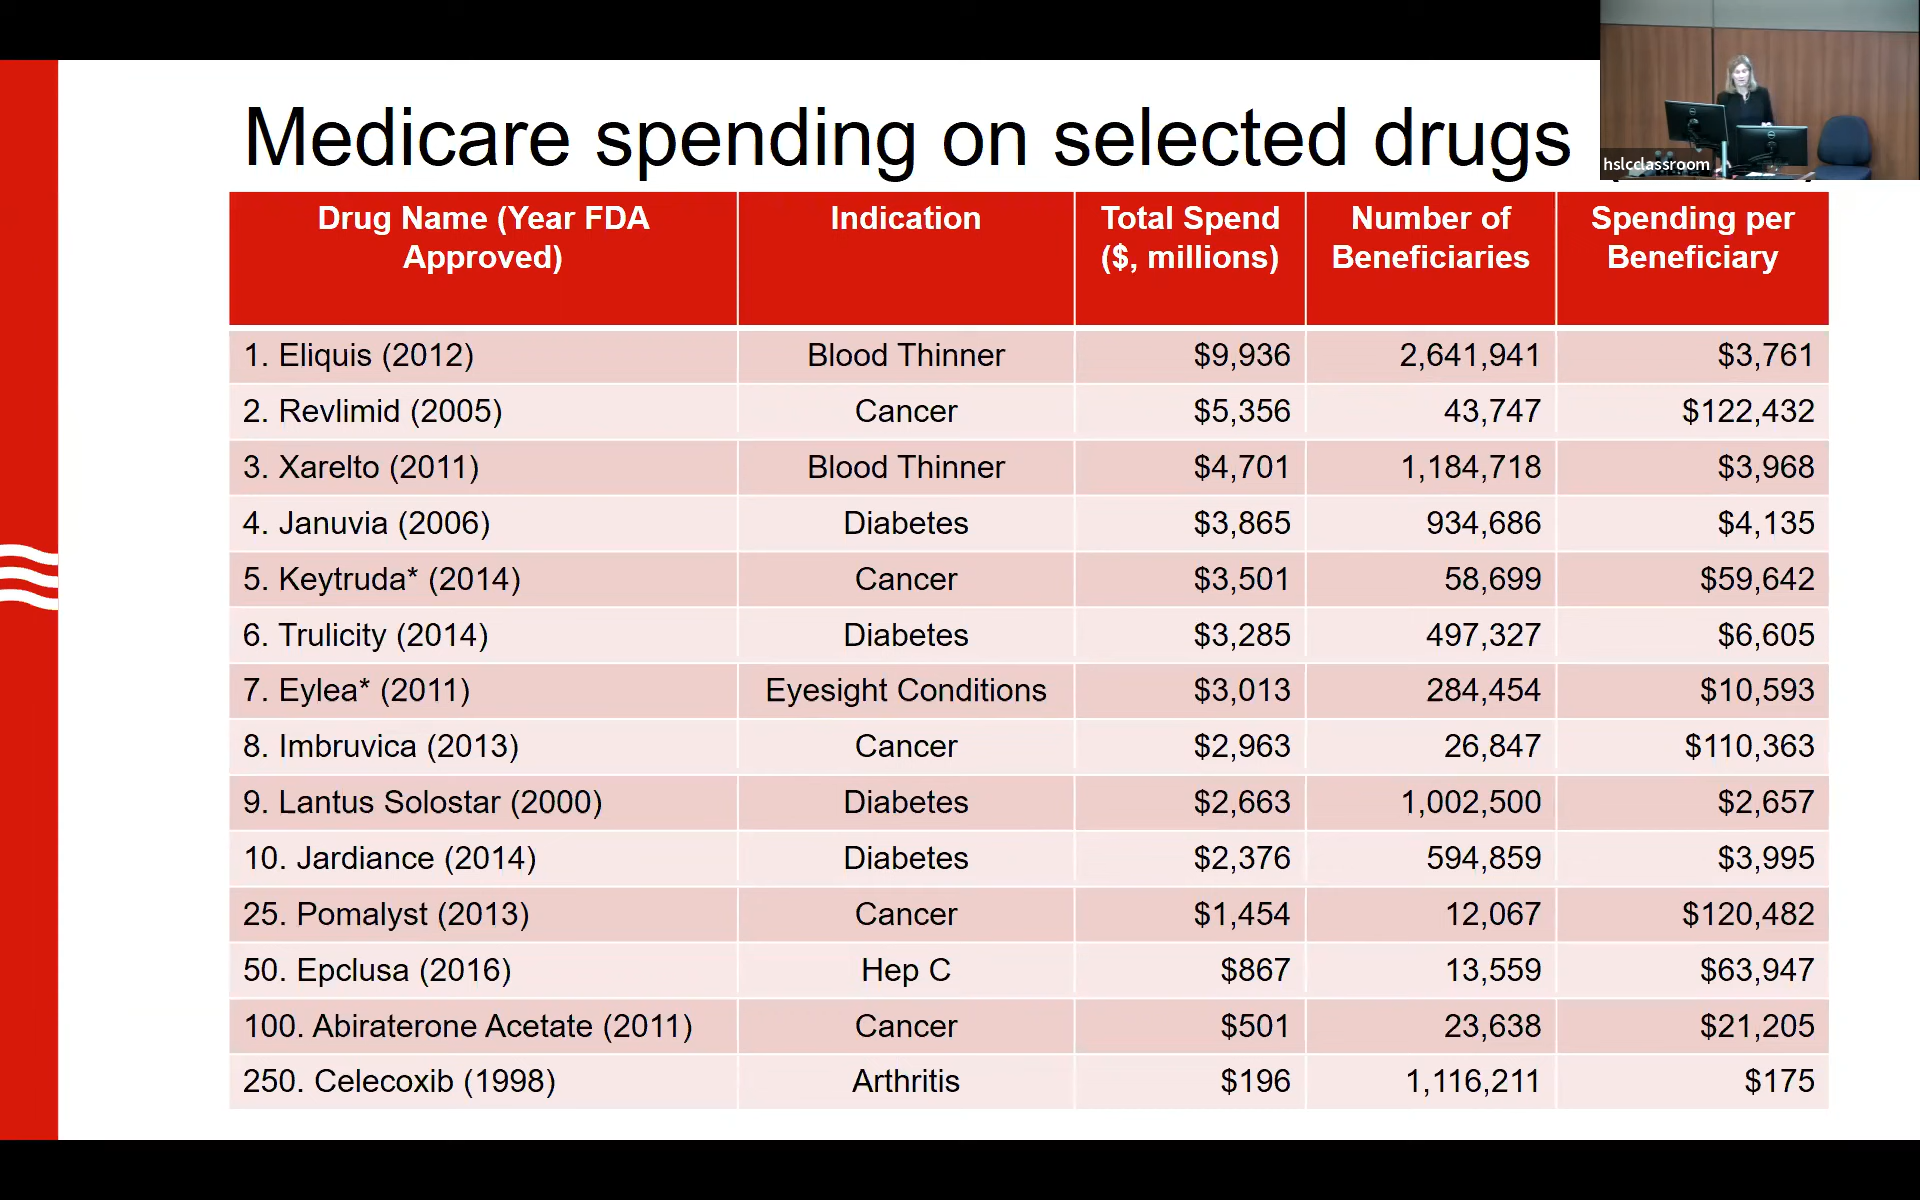 Medicare spending on selected drugs
hslcclassroom
Drug Name (Year FDA Approved) Indication Total Spend ($, millions) Number of Beneficiaries Spending per Beneficiary
1. Eliquis (2012) Blood Thinner $9,936 2,641,941 $3,761
2. Revlimid (2005) Cancer $5,356 43,747 $122,432
3. Xarelto (2011) Blood Thinner $4,701 1,184,718 $3,968
4. Januvia (2006) Diabetes $3,865 934,686 $4,135
5. Keytruda* (2014) Cancer $3,501 58,699 $59,642
6. Trulicity (2014) Diabetes $3,285 497,327 $6,605
7. Eylea* (2011) Eyesight Conditions $3,013 284,454 $10,593
8. Imbruvica (2013) Cancer $2,963 26,847 $110,363
9. Lantus Solostar (2000) Diabetes $2,663 1,002,500 $2,657
10. Jardiance (2014) Diabetes $2,376 594,859 $3,995
25. Pomalyst (2013) Cancer $1,454 12,067 $120,482
50. Epclusa (2016) Hep C $867 13,559 $63,947
100. Abiraterone Acetate (2011) Cancer $501 23,638 $21,205
250. Celecoxib (1998) Arthritis $196 1,116,211 $175